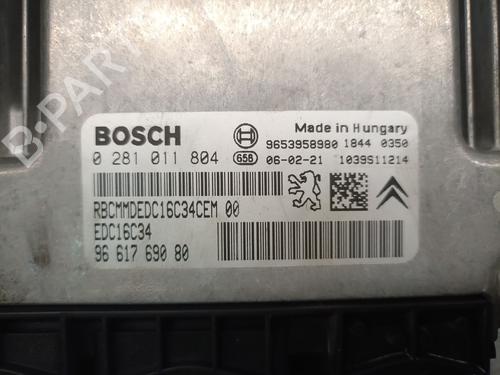 BOSCH
Made in Hungary
9653958980 1844 0350
0 281 011 804 658 06-02-21 1039S11214
RBCMMDEDC16C34CEM 00
EDC16C34
96 617 690 80
B-PARTS